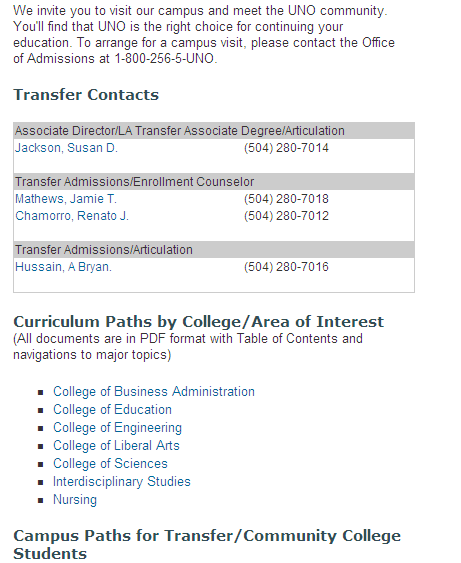 We invite you to visit our campus and meet the UNO community.
You'll find that UNO is the right choice for continuing your
education. To arrange for a campus visit, please contact the Office
of Admissions at 1-800-256-5-UNO.
Transfer Contacts
Associate Director/LA Transfer Associate Degree/Articulation
Jackson, Susan D. (504) 280-7014
Transfer Admissions/Enrollment Counselor
Mathews, Jamie T. (504) 280-7018
Chamorro, Renato J. (504) 280-7012
Transfer Admissions/Articulation
Hussain, A Bryan. (504) 280-7016
Curriculum Paths by College/Area of Interest
(All documents are in PDF format with Table of Contents and
navigations to major topics)
College of Business Administration
College of Education
College of Engineering
College of Liberal Arts
College of Sciences
Interdisciplinary Studies
Nursing
Campus Paths for Transfer/Community College
Students